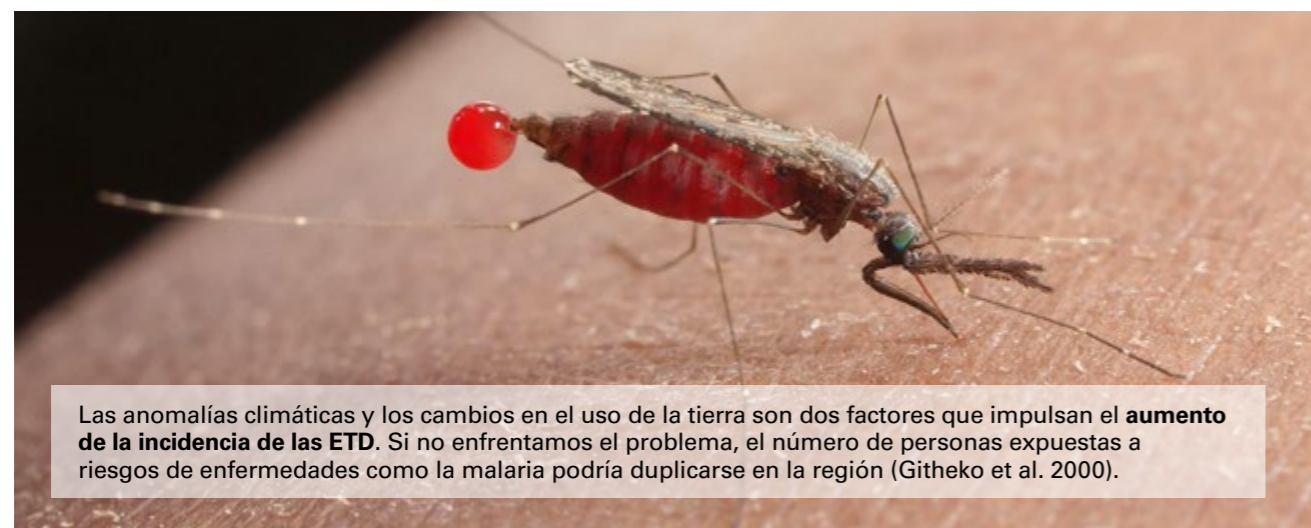 Las anomalías climáticas y los cambios en el uso de la tierra son dos factores que impulsan el aumento
de la incidencia de las ETD. Si no enfrentamos el problema, el número de personas expuestas a
riesgos de enfermedades como la malaria podría duplicarse en la región (Githeko et al. 2000).